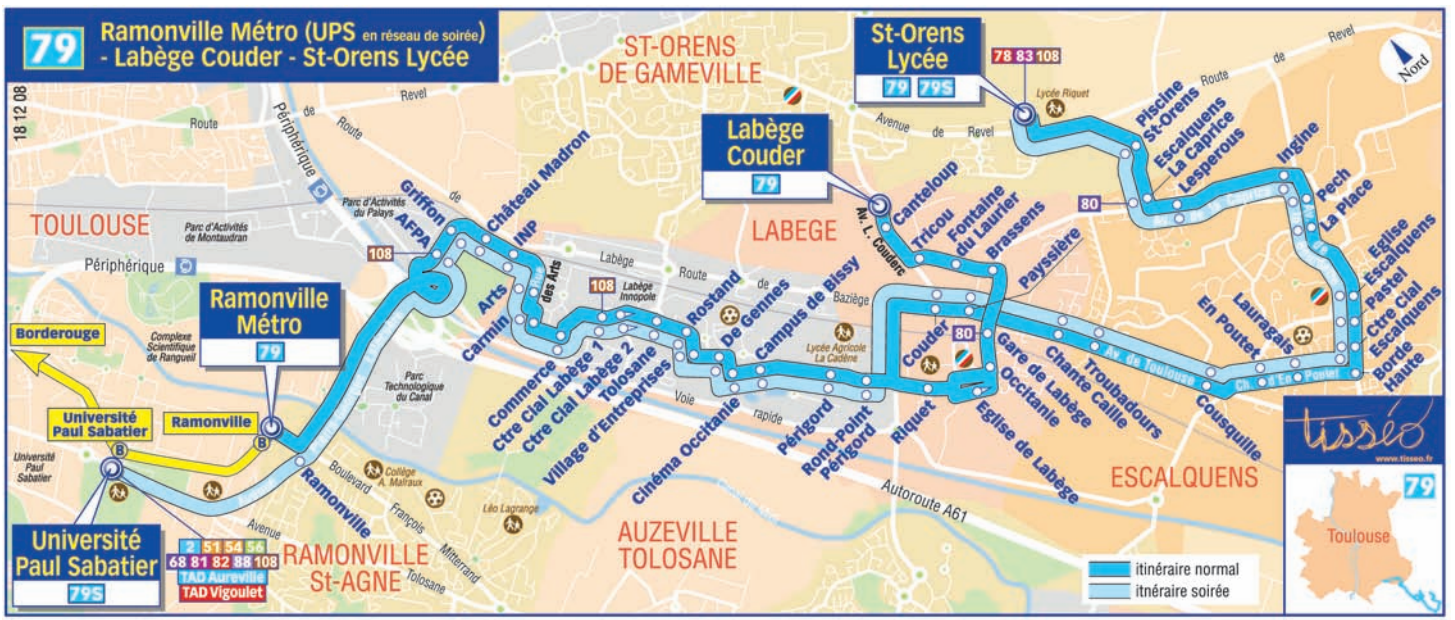 79
Ramonville Métro (UPS en réseau de soirée)
- Labège Couder - St-Orens Lycée
18 12 08
ST-ORENS
DE GAMEVILLE
St-Orens
Lycée
79 79S
78 83 108
Lycée Riquet
Route de Revel
Nord
Route de Revel
Périphérique
Route de Revel
Avenue de Revel
Labège
Couder
79
Piscine
St-Orens
Escalquens
La Caprice
Lesperous
Ingine
Pech
La Place
Eglise
Escalquens
Pastel
Ctre Cial
Escalquens
Borde
Haute
80
TOULOUSE
Parc d'Activités
du Palays
Parc d'Activités
de Montaudran
Périphérique
Griffon
AFPA
108
Château Madron
INP
des Arts
Labège
Labège
Innopole
108
Route de Baziège
LABEGE
Av. L. Couderc
Canteloup
Tricou
Fontaine
du Laurier
Brassens
Payssière
Ramonville
Métro
79
Borderouge
Complexe
Scientifique
de Rangueil
Parc
Technologique
du Canal
Arts
Carmin
Commerce
Ctre Cial Labège
Ctre Cial Labège 2
Tolosane
Village d'Entreprises
Rostand
De Gennes
Campus de Bissy
Lycée Agricole
La Cadène
Couder
80
Cinéma Occitanie
Périgord
Rond-Point
Périgord
Riquet
Eglise de Labège
Occitanie
Gare de Labège
Chante Caille
Troubadours
Av. de Toulouse
Cousquille
En Poutet
Lauragais
Voie rapide
Autoroute A61
Université
Paul Sabatier
B
Ramonville
B
Université
Paul
Sabatier
Ramonville
Boulevard François Mitterrand
Collège
A. Malraux
Léo Lagrange
Avenue Tolosane
Université
Paul Sabatier
79S
2 51 54 56
68 81 82 88 108
TAD Aureville
TAD Vigoulet
RAMONVILLE
St-AGNE
AUZEVILLE
TOLOSANE
ESCALQUENS
itinéraire normal
itnéraire soirée
tisséo
www.tisseo.fr
79
Toulouse